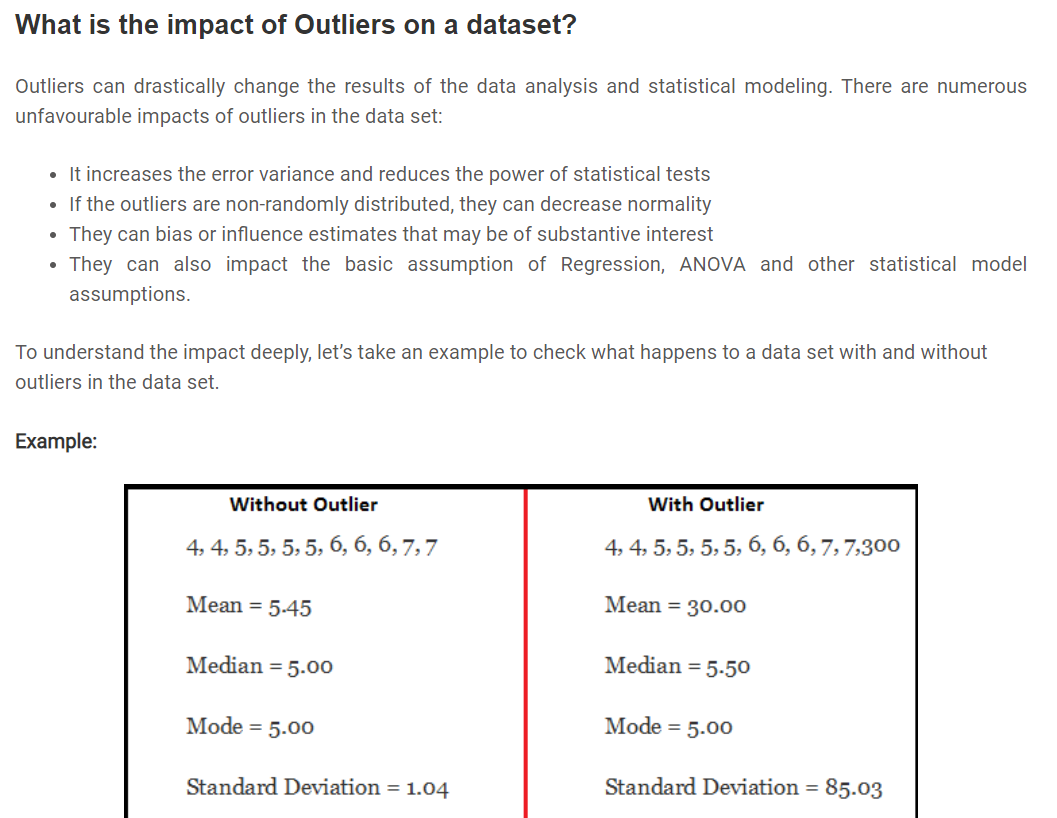 What is the impact of Outliers on a dataset?
Outliers can drastically change the results of the data analysis and statistical modeling. There are numerous
unfavourable impacts of outliers in the data set:
• It increases the error variance and reduces the power of statistical tests
• If the outliers are non-randomly distributed, they can decrease normality
• They can bias or influence estimates that may be of substantive interest
• They can also impact the basic assumption of Regression, ANOVA and other statistical model
assumptions.
To understand the impact deeply, let’s take an example to check what happens to a data set with and without
outliers in the data set.
Example:
Without Outlier
4, 4, 5, 5, 5, 5, 6, 6, 6, 7, 7
Mean = 5.45
Median = 5.00
Mode = 5.00
Standard Deviation = 1.04
With Outlier
4, 4, 5, 5, 5, 5, 6, 6, 6, 7, 7,300
Mean = 30.00
Median = 5.50
Mode = 5.00
Standard Deviation = 85.03